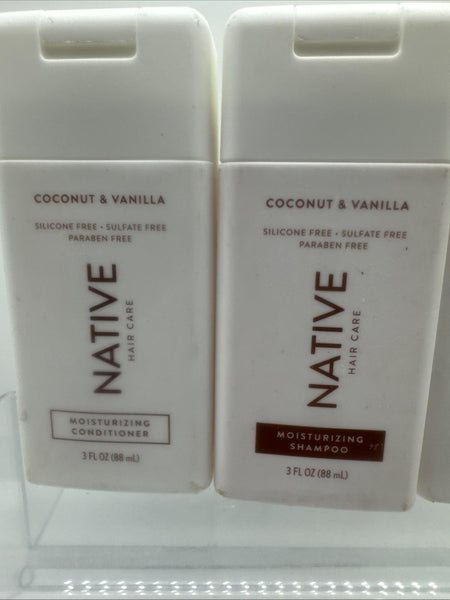 COCONUT & VANILLA
SILICONE FREE • SULFATE FREE
PARABEN FREE
NATIVE
HAIR CARE
MOISTURIZING
CONDITIONER
3 FL OZ (88 mL)
COCONUT & VANILLA
SILICONE FREE • SULFATE FREE
PARABEN FREE
NATIVE
HAIR CARE
MOISTURIZING
SHAMPOO
3 FL OZ (88 mL)